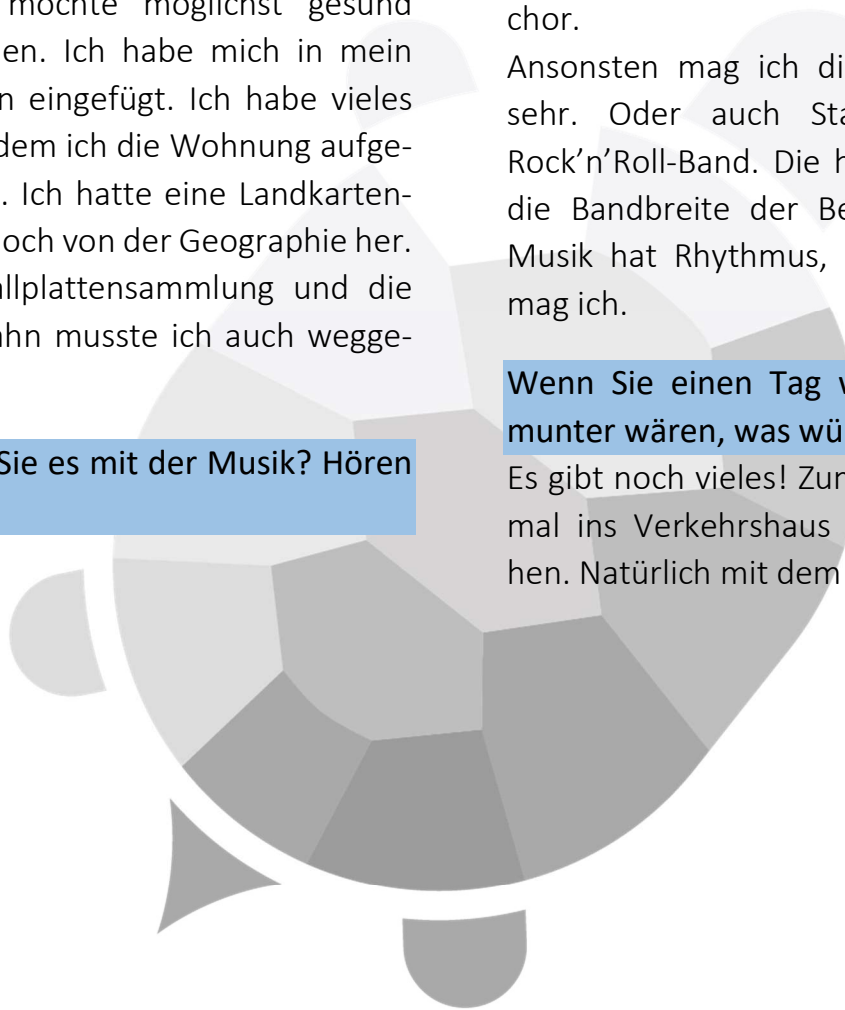 möchte möglichst gesund
en. Ich habe mich in mein
n eingefügt. Ich habe vieles
dem ich die Wohnung aufge-
. Ich hatte eine Landkarten-
och von der Geographie her.
allplattensammlung und die
ahn musste ich auch wegge-
Sie es mit der Musik? Hören
chor.
Ansonsten mag ich di
sehr. Oder auch Sta
Rock’n’Roll-Band. Die h
die Bandbreite der Be
Musik hat Rhythmus,
mag ich.
Wenn Sie einen Tag v
munter wären, was wü
Es gibt noch vieles! Zur
mal ins Verkehrshaus
hen. Natürlich mit dem